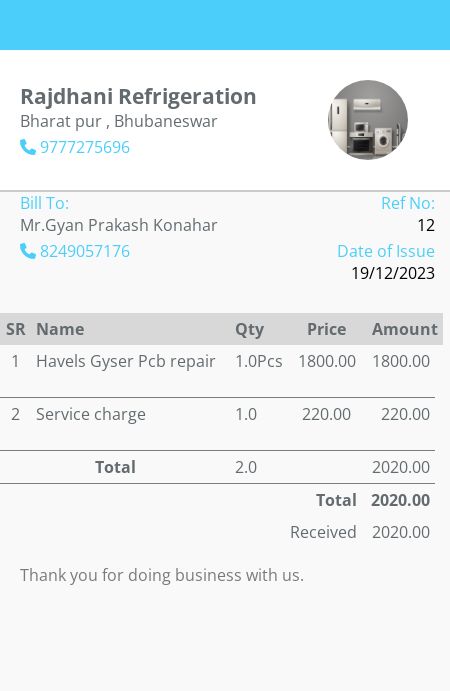 Rajdhani Refrigeration
Bharat pur , Bhubaneswar
9777275696
Bill To: Ref No:
Mr.Gyan Prakash Konahar 12
8249057176 Date of Issue
19/12/2023
SR Name Qty Price Amount
1 Havels Gyser Pcb repair 1.0Pcs 1800.00 1800.00
2 Service charge 1.0 220.00 220.00
Total 2.0 2020.00
Total 2020.00
Received 2020.00
Thank you for doing business with us.